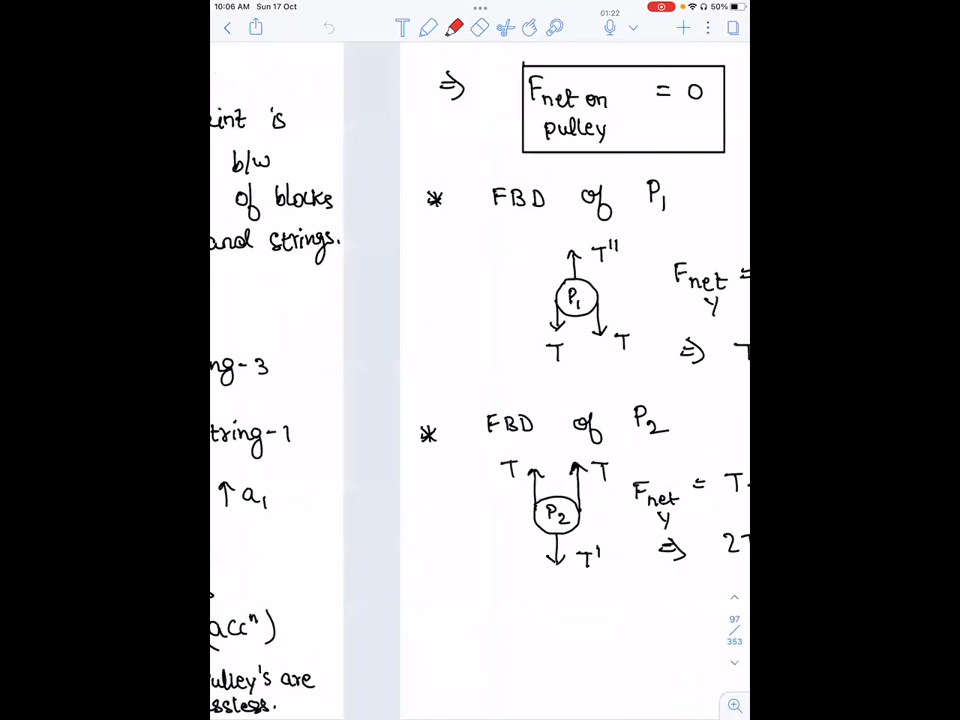 10:06 AM Sun 17 Oct
50%
01:22
T
int is
b/w
of blocks
and strings.
ng-3
tring-1
↑ a₁
(accⁿ)
ulley's are
ssless.
⇒ Fnet on pulley = 0
* FBD of P₁
T"
P₁
T T
Fnet Y =
⇒ T
* FBD of P₂
T T
P₂
T'
Fnet Y = T
⇒ 2T
97
/
353